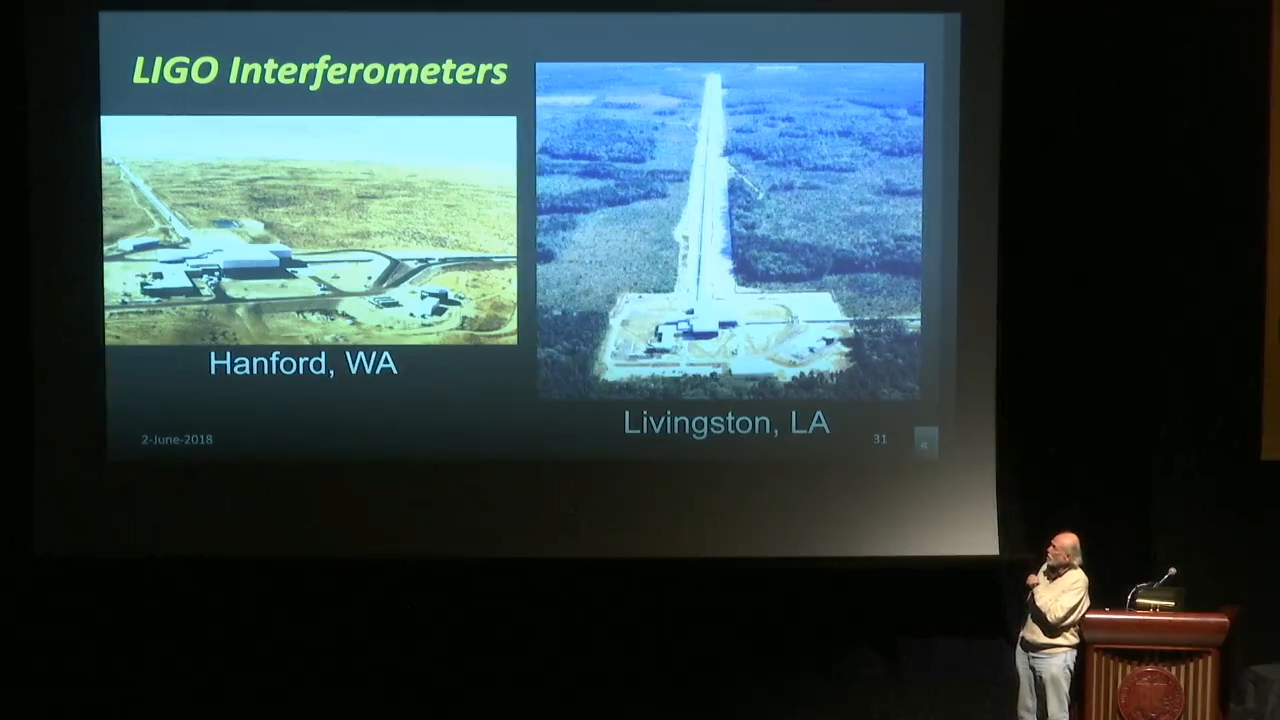 LIGO Interferometers
Hanford, WA
Livingston, LA
2-June-2018
31
«